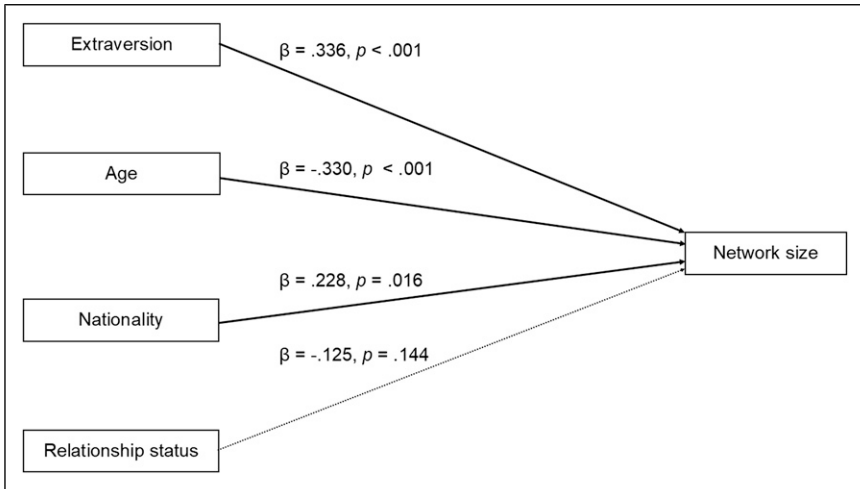 Extraversion
β = .336, p < .001
Age
β = -.330, p < .001
Network size
β = .228, p = .016
Nationality
β = -.125, p = .144
Relationship status